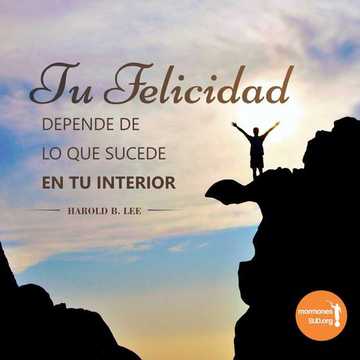 Tu Felicidad
DEPENDE DE
LO QUE SUCEDE
EN TU INTERIOR
HAROLD B. LEE
mormones
SUD.org